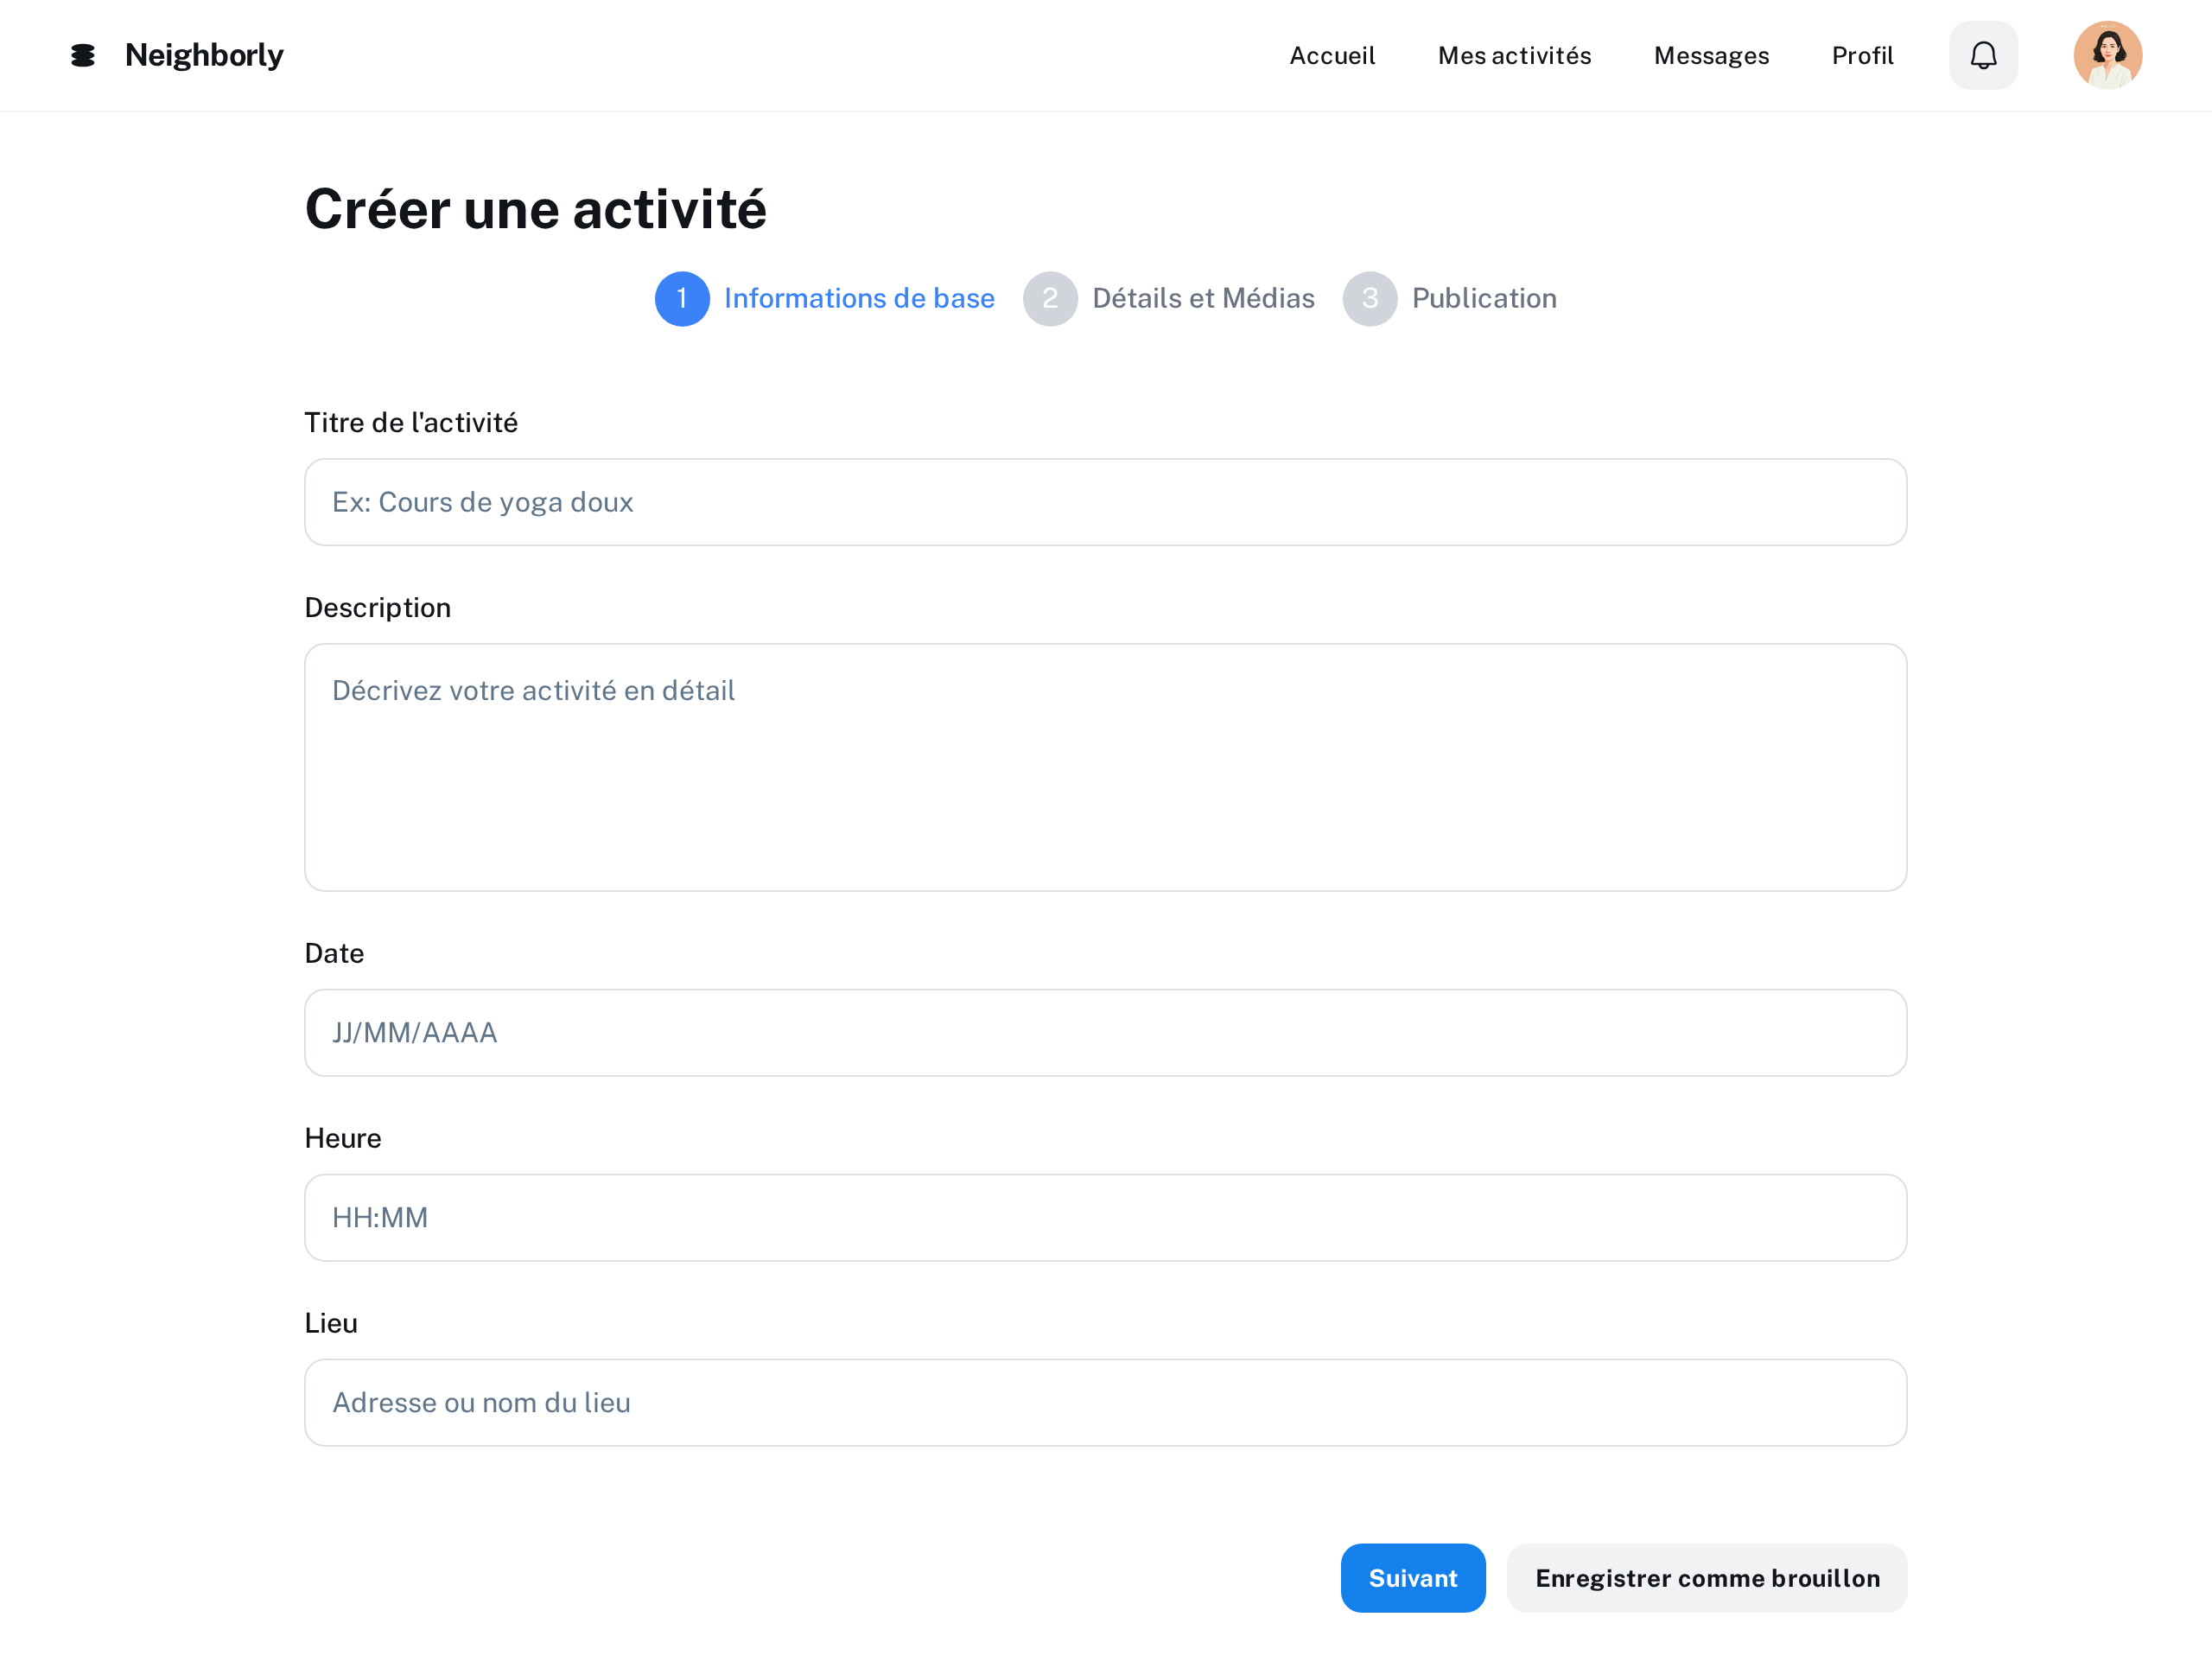 Neighborly
Accueil
Mes activités
Messages
Profil
Créer une activité
1 Informations de base
2 Détails et Médias
3 Publication
Titre de l'activité
Ex: Cours de yoga doux
Description
Décrivez votre activité en détail
Date
JJ/MM/AAAA
Heure
HH:MM
Lieu
Adresse ou nom du lieu
Suivant
Enregistrer comme brouillon